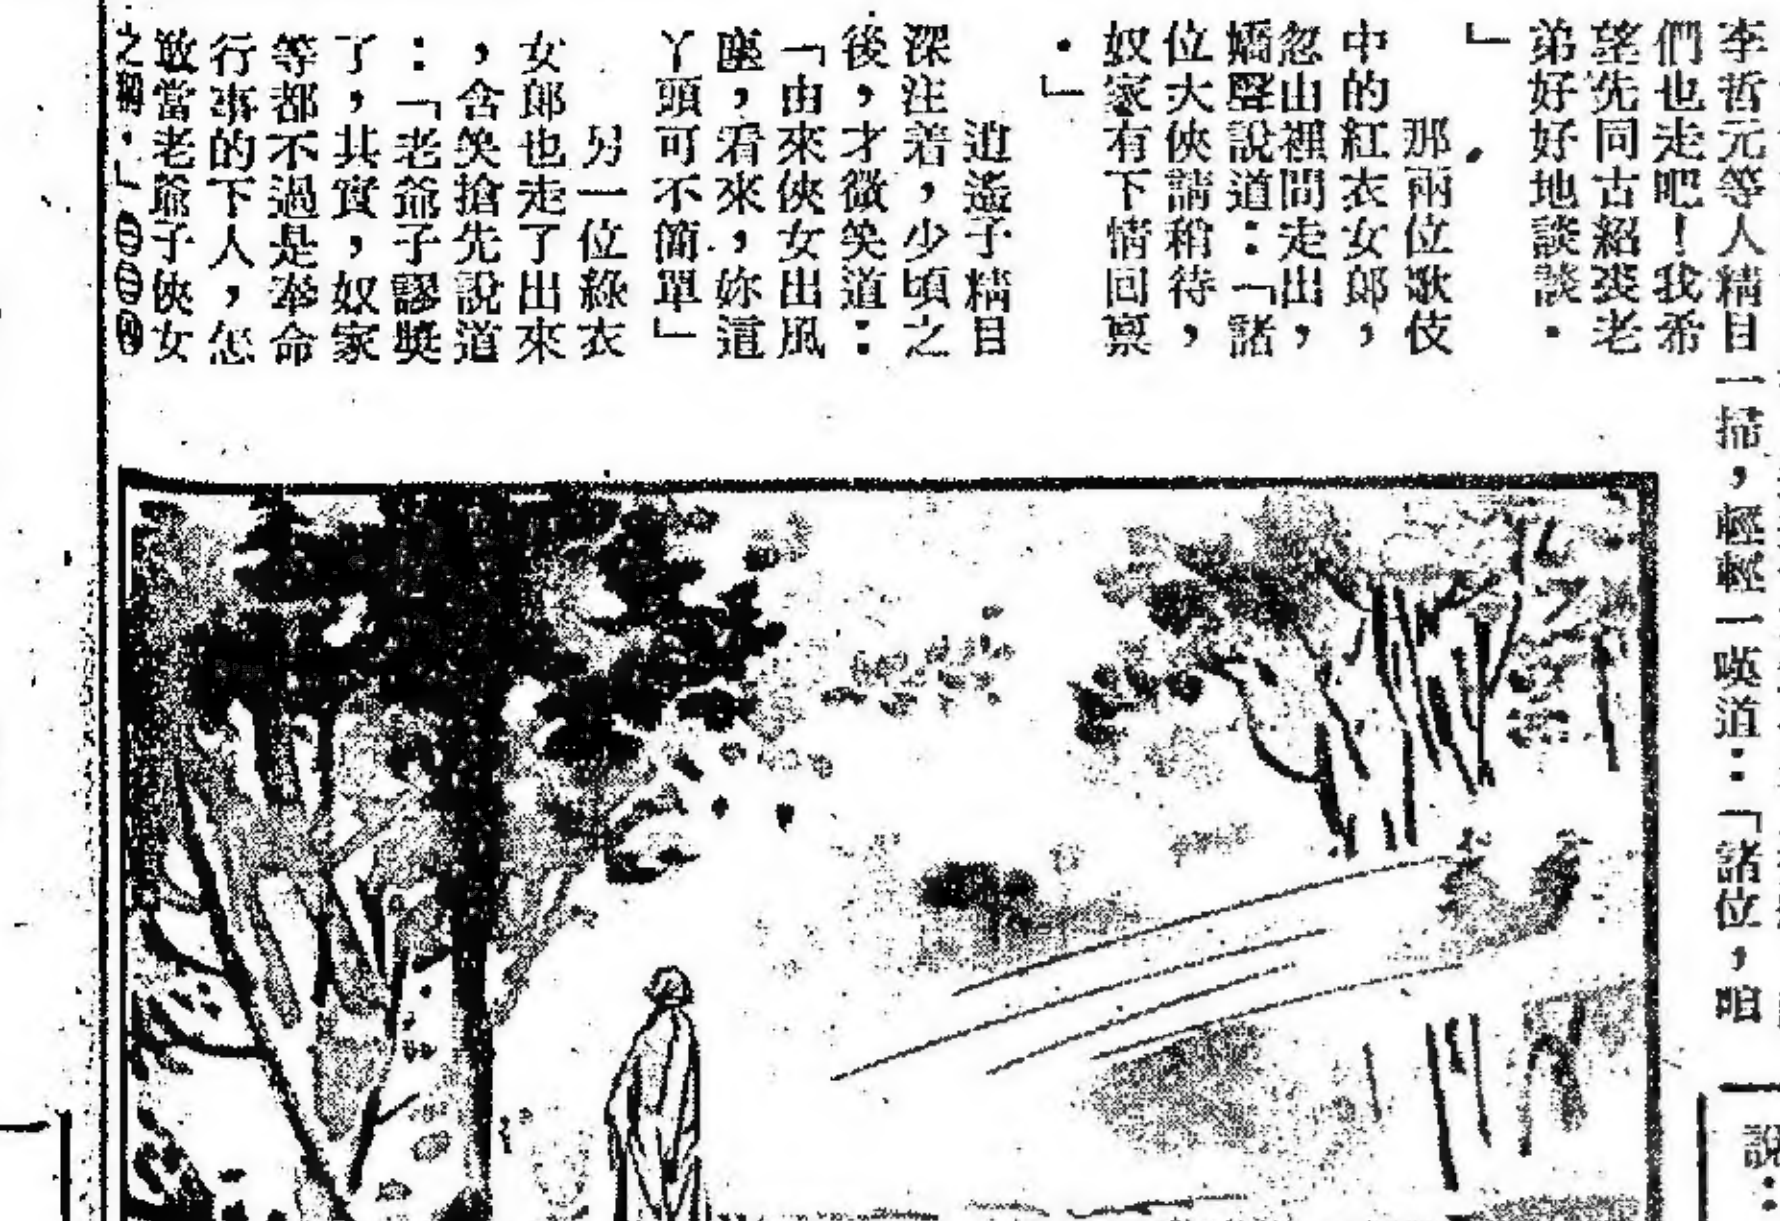 李哲元等人精目一掃，輕輕一嘆道：「諸位，咱
們也走吧！我希
望先同古紹裘老
弟好好地談談。
」
那兩位歌伎
中的紅衣女郎，
忽由裡間走出，
嬌聲說道：「諸
位大俠請稍待，
奴家有下情回禀
。」
逍遙子精目
深注着，少頃之
後，才微笑道：
「由來俠女出風
塵，看來，妳這
丫頭可不簡單」
另一位綠衣
女郎也走了出來
，含笑搶先說道
：「老爺子謬獎
了，其實，奴家
等都不過是奉命
行事的下人，怎
敢當老爺子俠女
之稱。」
說：